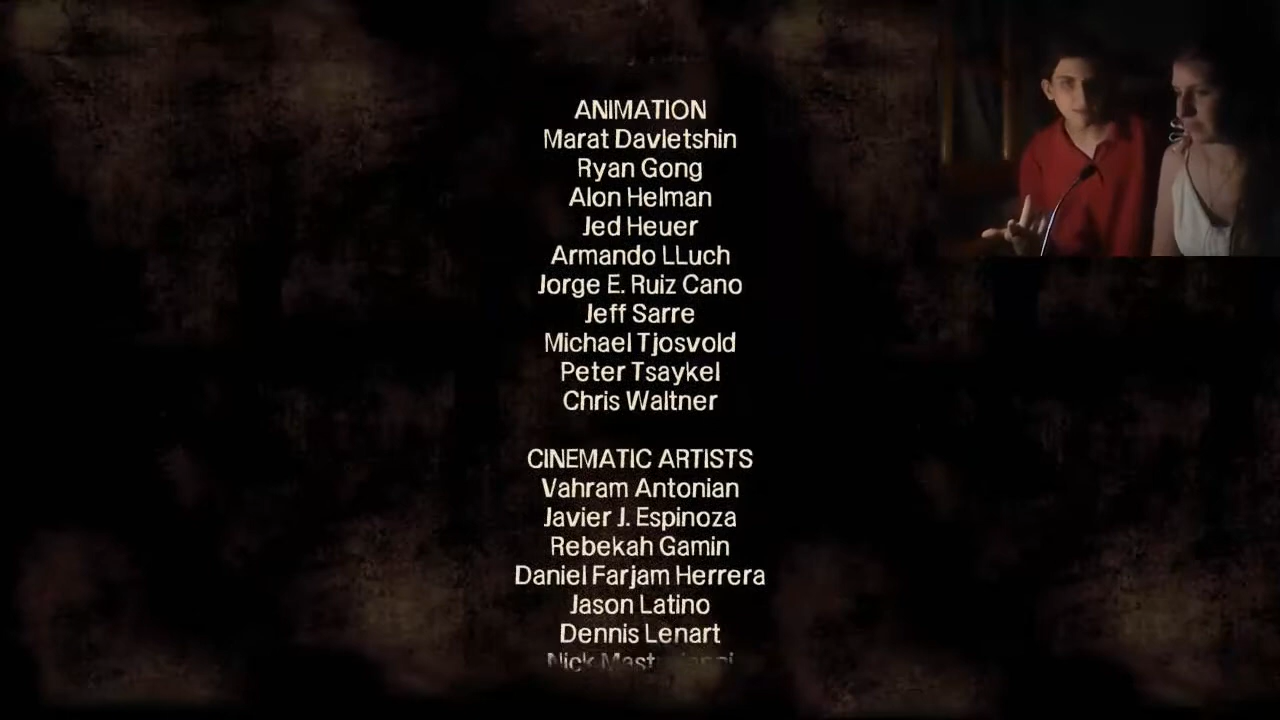 ANIMATION
Marat Davletshin
Ryan Gong
Alon Helman
Jed Heuer
Armando LLuch
Jorge E. Ruiz Cano
Jeff Sarre
Michael Tjosvold
Peter Tsaykel
Chris Waltner
CINEMATIC ARTISTS
Vahram Antonian
Javier J. Espinoza
Rebekah Gamin
Daniel Farjam Herrera
Jason Latino
Dennis Lenart
Nick